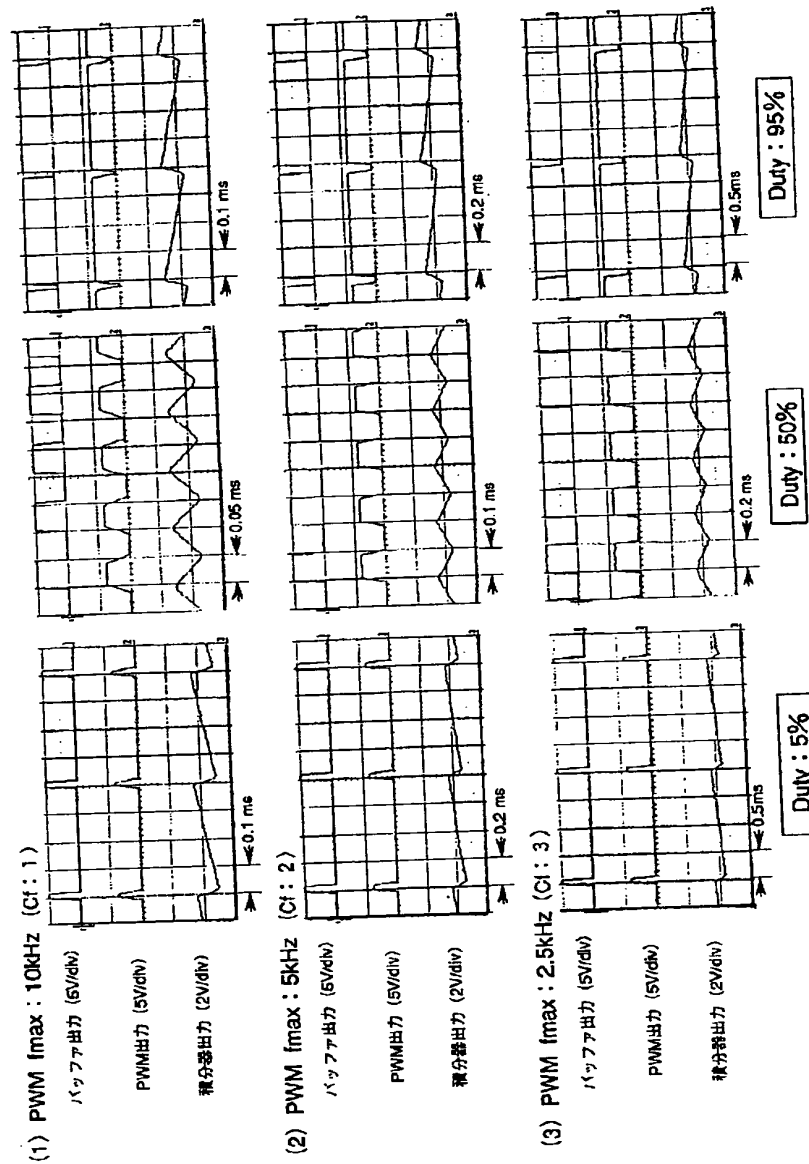 (1) PWM fmax : 10kHz (Cf : 1)
バッファ出力 (5V/div)
PWM出力 (5V/div)
積分器出力 (2V/div)
0.1 ms
0.05 ms
0.1 ms
(2) PWM fmax : 5kHz (Cf : 2)
バッファ出力 (5V/div)
PWM出力 (5V/div)
積分器出力 (2V/div)
0.2 ms
0.1 ms
0.2 ms
(3) PWM fmax : 2.5kHz (Cf : 3)
バッファ出力 (5V/div)
PWM出力 (5V/div)
積分器出力 (2V/div)
0.5ms
0.2 ms
0.5ms
Duty : 5%
Duty : 50%
Duty : 95%